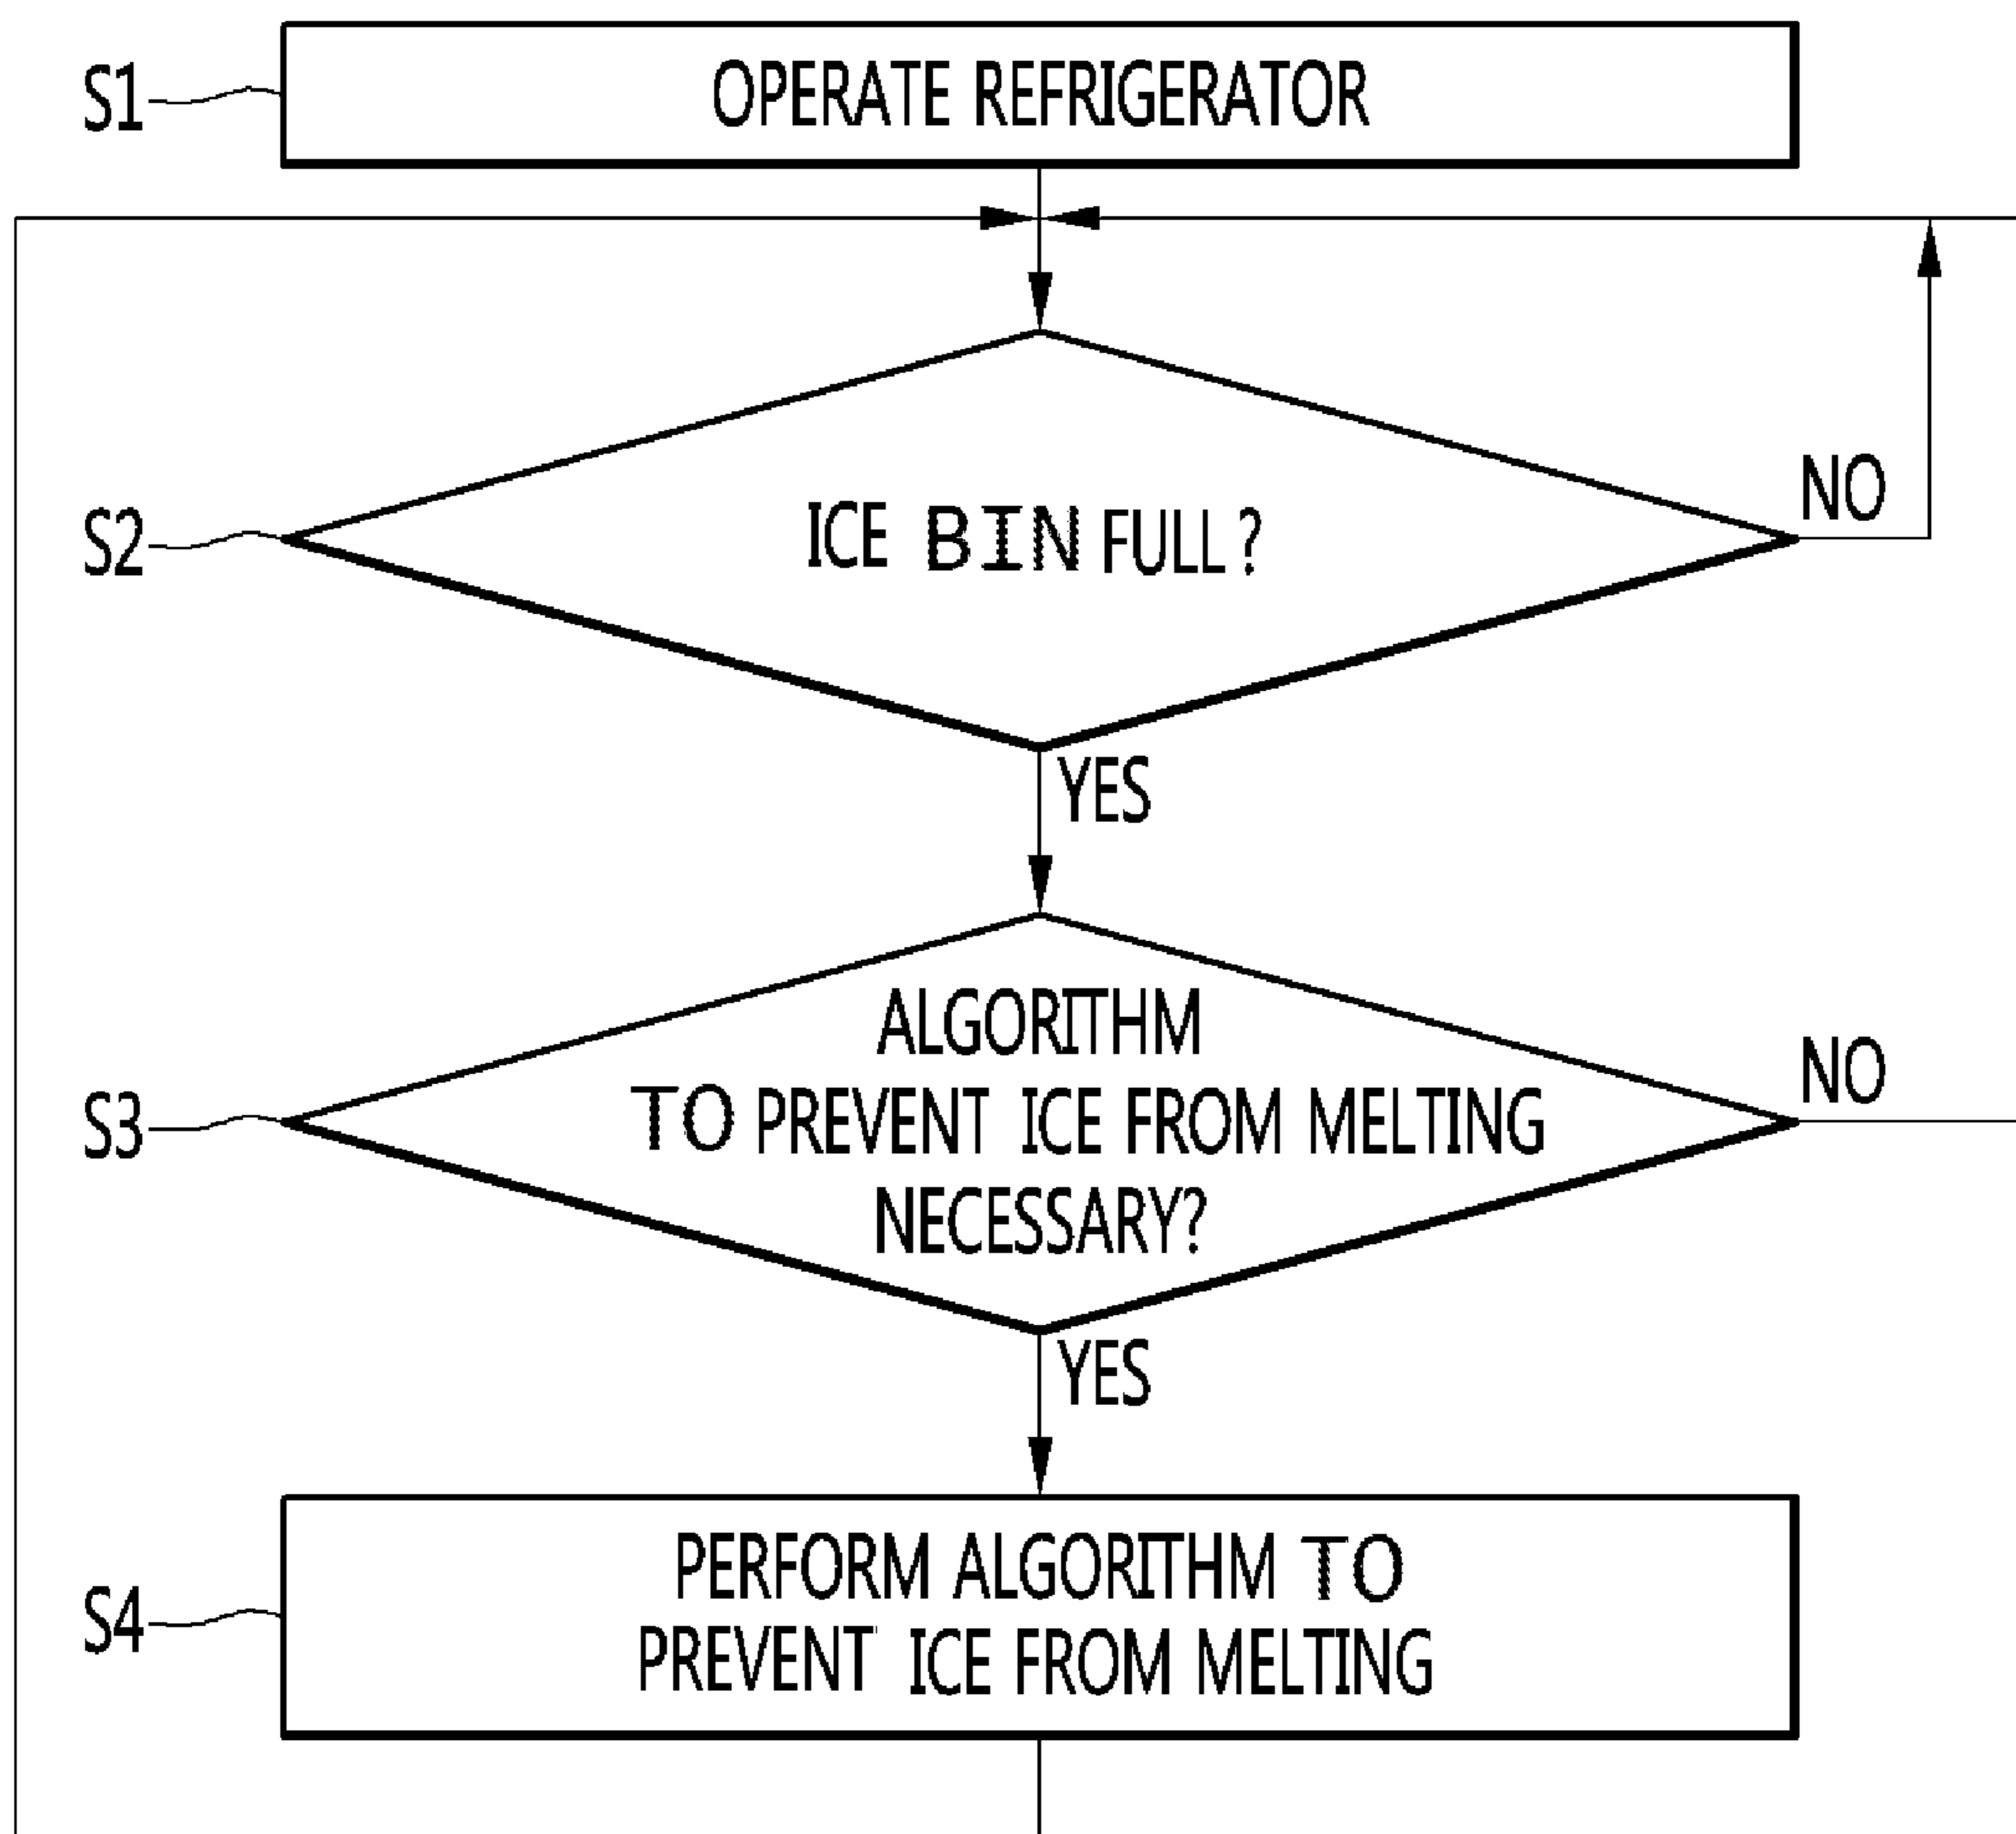 S1
OPERATE REFRIGERATOR
S2
ICE BIN FULL?
NO
YES
S3
ALGORITHM
TO PREVENT ICE FROM MELTING
NECESSARY?
NO
YES
S4
PERFORM ALGORITHM TO
PREVENT ICE FROM MELTING